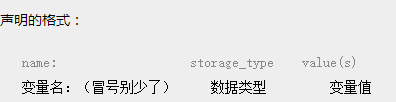 声明的格式：
name: storage_type value(s)
变量名：（冒号别少了） 数据类型 变量值